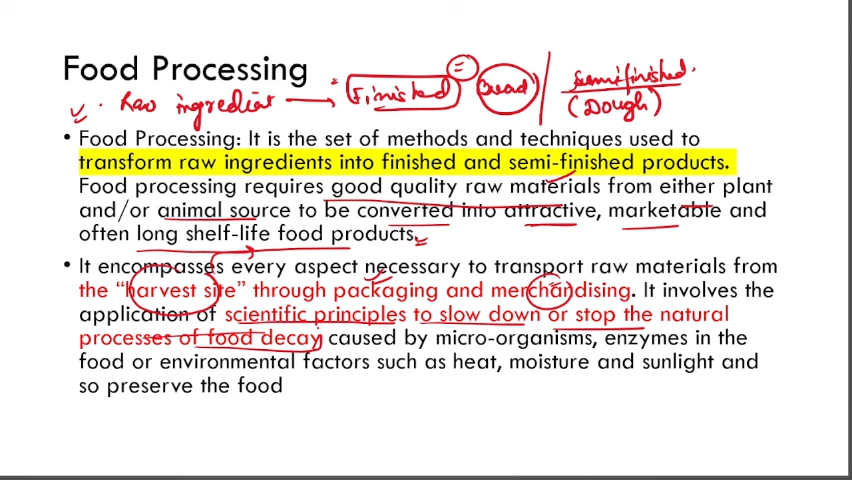 Food Processing
Raw ingredient → Finished = Bread / Semifinished.
(Dough)
• Food Processing: It is the set of methods and techniques used to
transform raw ingredients into finished and semi-finished products.
Food processing requires good quality raw materials from either plant
and/or animal source to be converted into attractive, marketable and
often long shelf-life food products.
• It encompasses every aspect necessary to transport raw materials from
the “harvest site” through packaging and merchandising. It involves the
application of scientific principles to slow down or stop the natural
processes of food decay caused by micro-organisms, enzymes in the
food or environmental factors such as heat, moisture and sunlight and
so preserve the food